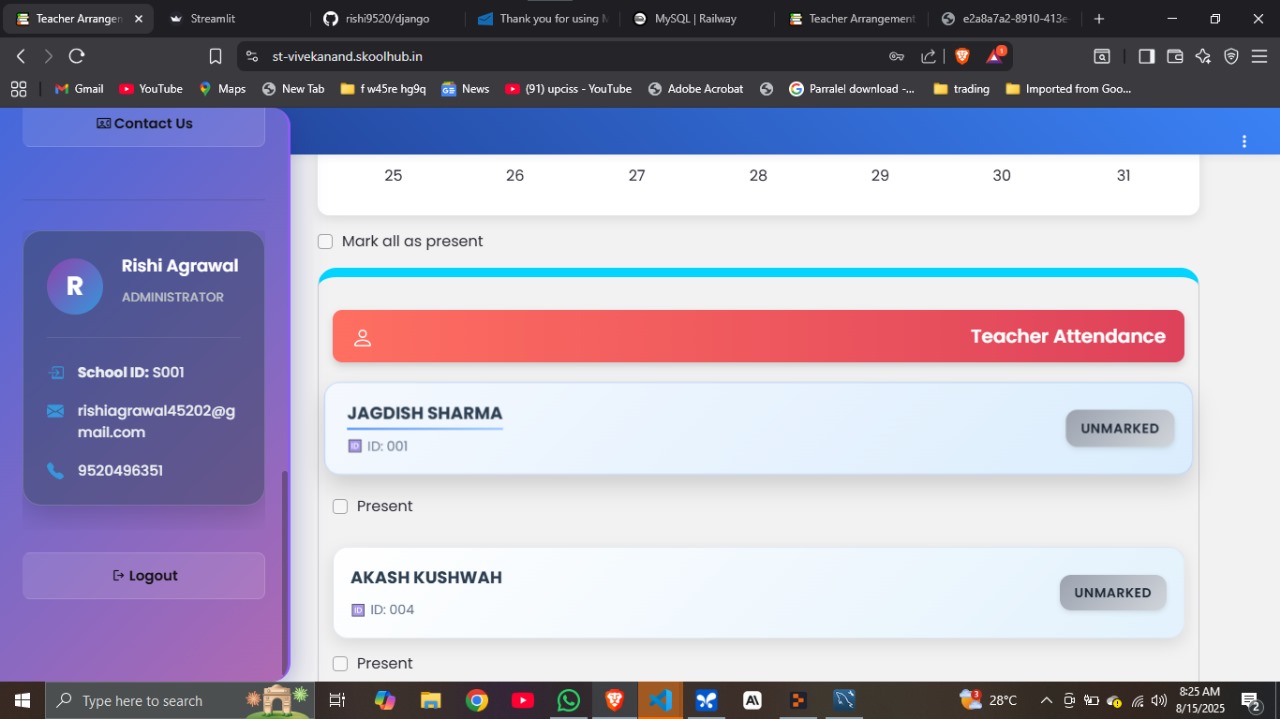 Teacher Arrangen
Streamlit
rishi9520/django
Thank you for using M
MySQL | Railway
Teacher Arrangement
e2a8a7a2-8910-413e-
st-vivekanand.skoolhub.in
1
Gmail
YouTube
Maps
New Tab
f w45re hg9q
News
(91) upciss - YouTube
Adobe Acrobat
Parralel download -...
trading
Imported from Goo...
Contact Us
25 26 27 28 29 30 31
Mark all as present
R
Rishi Agrawal
ADMINISTRATOR
School ID: S001
rishiagrawal45202@g
mail.com
9520496351
Logout
Teacher Attendance
JAGDISH SHARMA
ID: 001
UNMARKED
Present
AKASH KUSHWAH
ID: 004
UNMARKED
Present
Type here to search
3
28°C
8:25 AM
8/15/2025
2